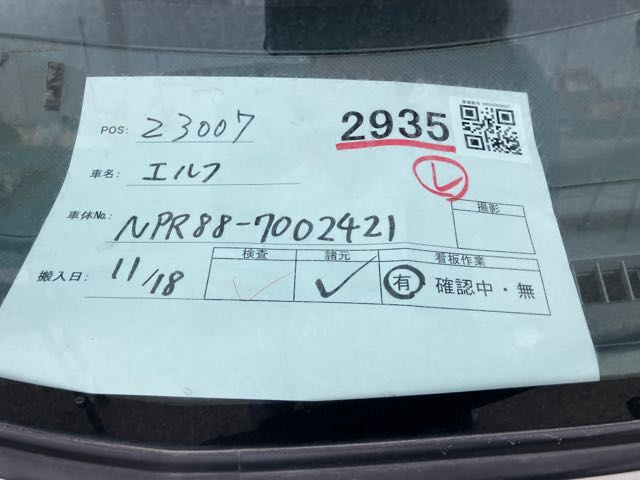 POS: 23007
2935
車名: エルフ
車体No. NPR88-7002421
撮影
搬入日: 11/18
検査 諸元 看板作業
有 確認中・無